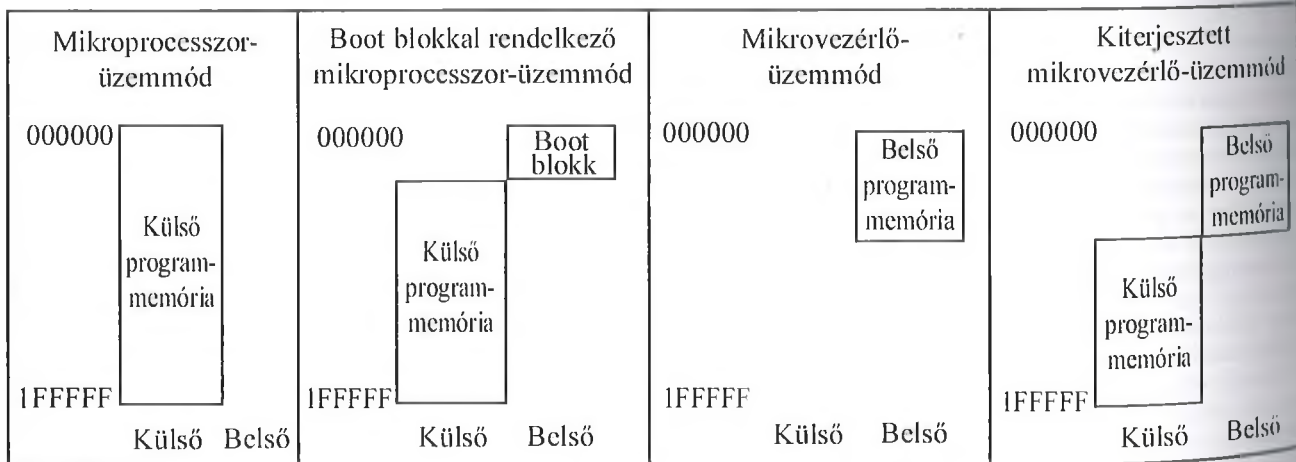 Mikroprocesszor-
üzemmód
000000
Külső
program-
memória
1FFFFF
Külső Belső
Boot blokkal rendelkező
mikroprocesszor-üzemmód
000000
Boot
blokk
Külső
program-
memória
1FFFFF
Külső Belső
Mikrovezérlő-
üzemmód
000000
Belső
program-
memória
1FFFFF
Külső Belső
Kiterjesztett
mikrovezérlő-üzemmód
000000
Belső
program-
memória
Külső
program-
memória
1FFFFF
Külső Belső